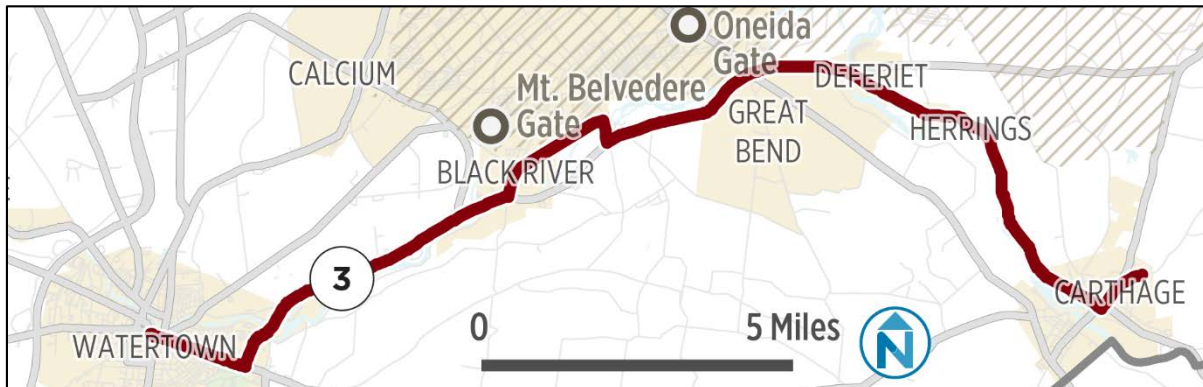 Oneida
Gate
CALCIUM
Mt. Belvedere
Gate
DEFERIET
GREAT
BEND
HERRINGS
BLACK RIVER
3
CARTHAGE
WATERTOWN
0
5 Miles
N